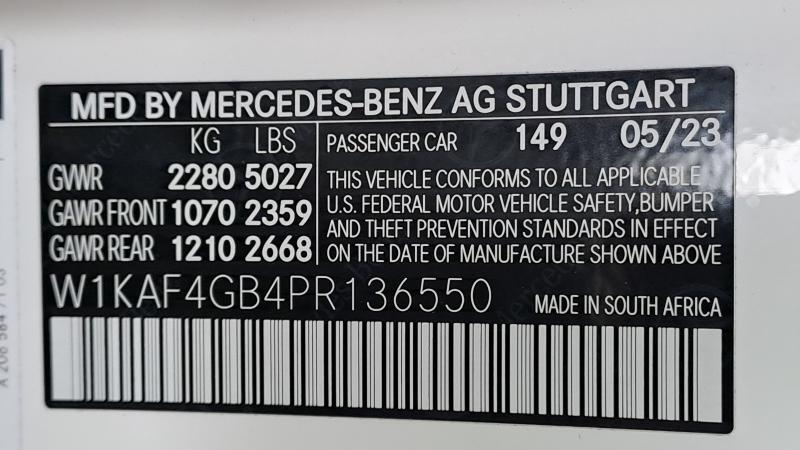 MFD BY MERCEDES-BENZ AG STUTTGART
KG LBS
GVWR 2280 5027
GAWR FRONT 1070 2359
GAWR REAR 1210 2668
PASSENGER CAR 149 05/23
THIS VEHICLE CONFORMS TO ALL APPLICABLE
U.S. FEDERAL MOTOR VEHICLE SAFETY,BUMPER
AND THEFT PREVENTION STANDARDS IN EFFECT
ON THE DATE OF MANUFACTURE SHOWN ABOVE
W1KAF4GB4PR136550
MADE IN SOUTH AFRICA